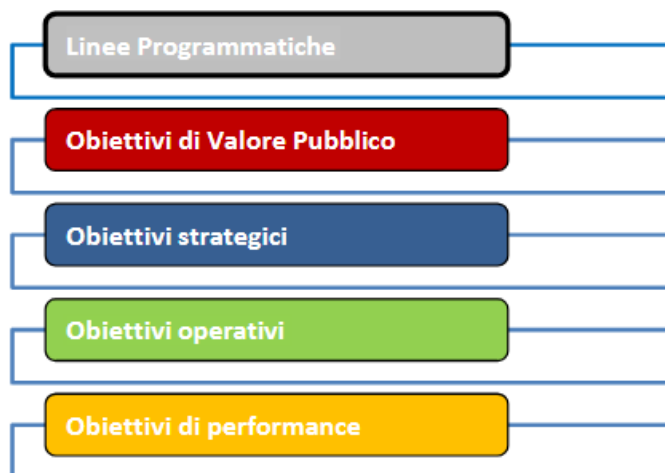 Linee Programmatiche
Obiettivi di Valore Pubblico
Obiettivi strategici
Obiettivi operativi
Obiettivi di performance